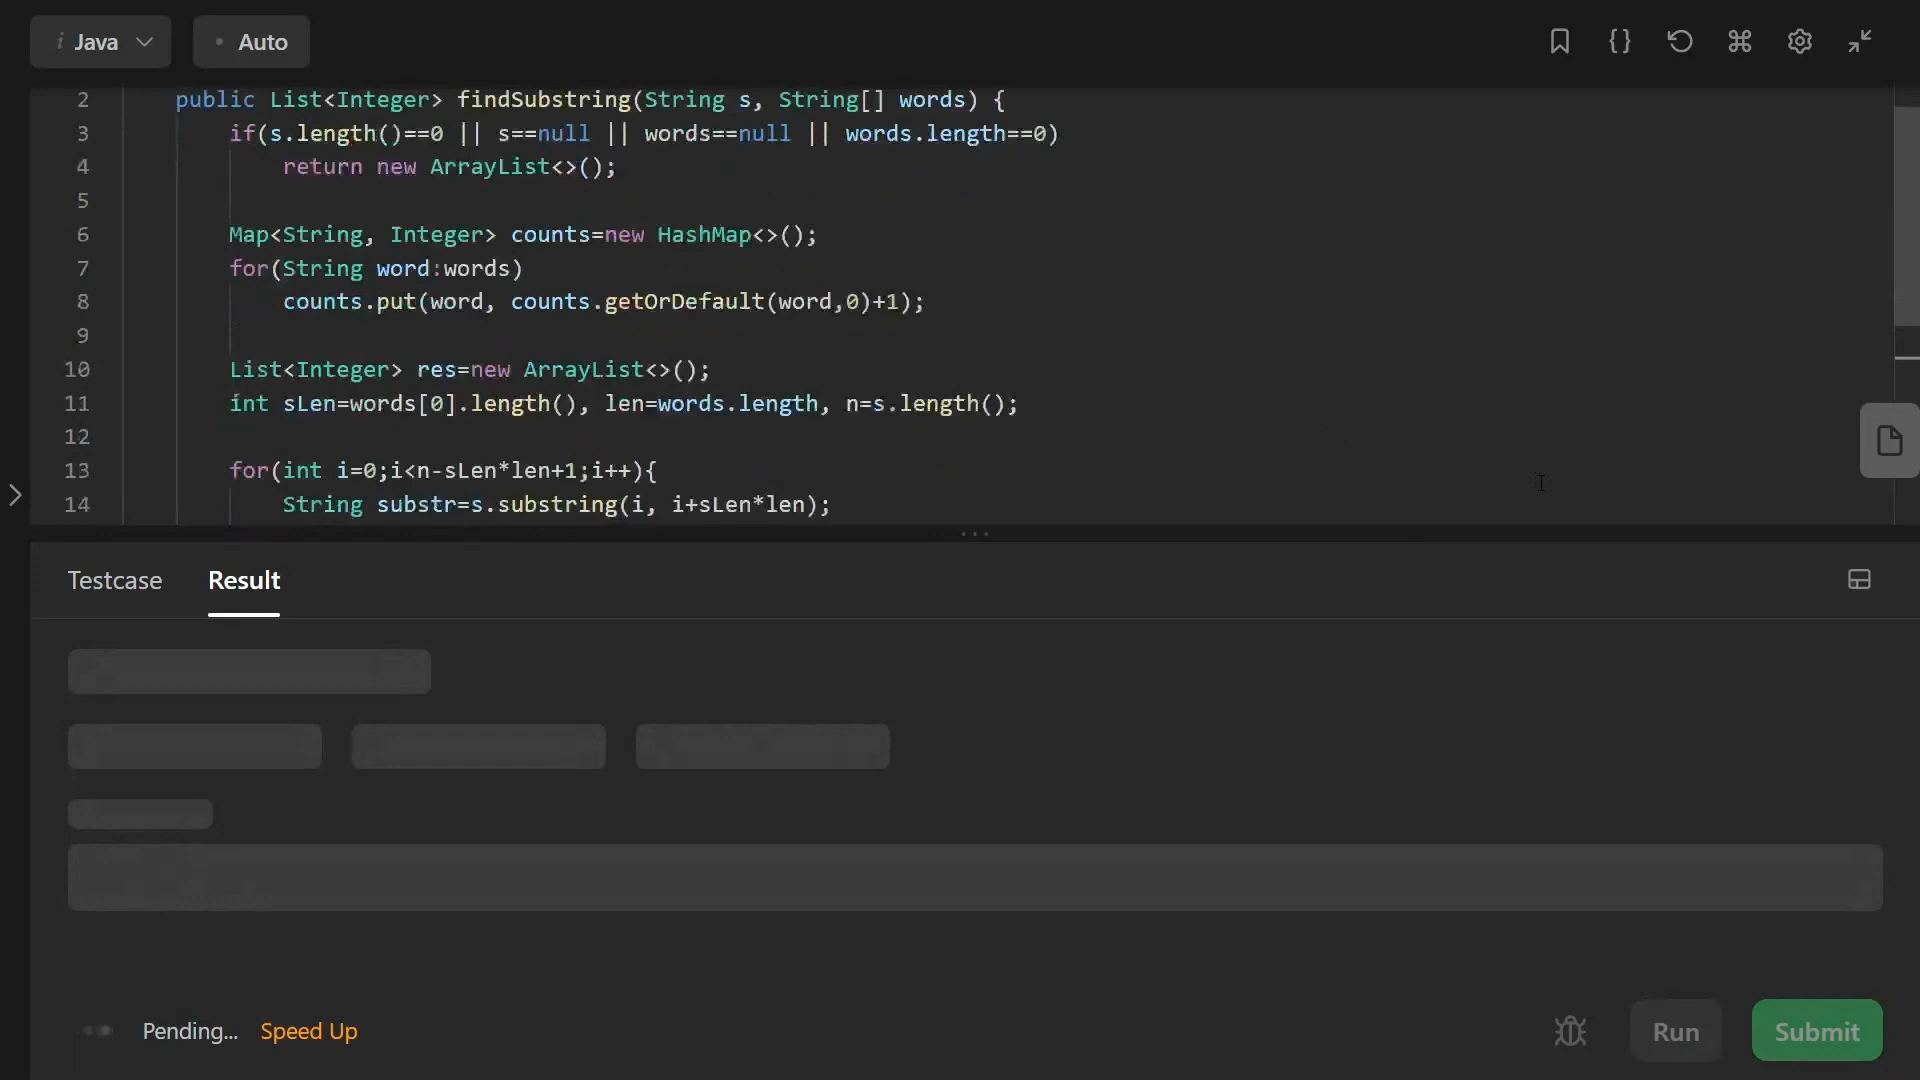 i Java
Auto
2 public List<Integer> findSubstring(String s, String[] words) {
3 if(s.length()==0 || s==null || words==null || words.length==0)
4 return new ArrayList<>();
5
6 Map<String, Integer> counts=new HashMap<>();
7 for(String word:words)
8 counts.put(word, counts.getOrDefault(word,0)+1);
9
10 List<Integer> res=new ArrayList<>();
11 int sLen=words[0].length(), len=words.length, n=s.length();
12
13 for(int i=0;i<n-sLen*len+1;i++){
14 String substr=s.substring(i, i+sLen*len);
Testcase Result
Pending... Speed Up
Run Submit